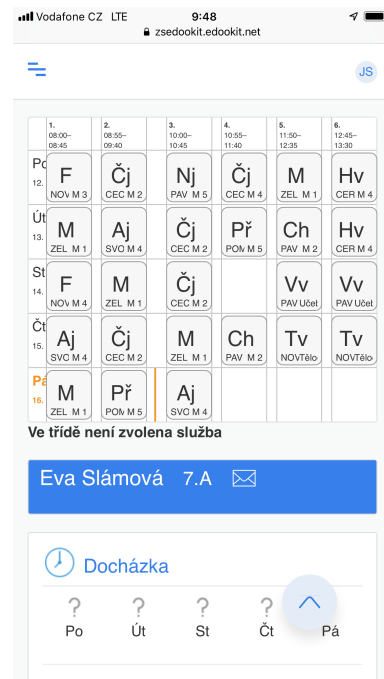 Vodafone CZ LTE 9:48
zsedookit.edookit.net
JS
1. 2. 3. 4. 5. 6.
08:00– 08:55– 10:00– 10:55– 11:50– 12:45–
08:45 09:40 10:45 11:40 12:35 13:30
Po F Čj Nj Čj M Hv
12. NOV M 3 CEC M 2 PAV M 5 CEC M 4 ZEL M 1 CER M 4
Út M Aj Čj Př Ch Hv
13. ZEL M 1 SVO M 4 CEC M 2 POM M 5 PAV M 2 CER M 4
St F M Čj Vv Vv
14. NOV M 4 ZEL M 1 CEC M 2 PAV Účet PAV Účet
Čt Aj Čj M Ch Tv Tv
15. SVO M 4 CEC M 2 ZEL M 1 PAV M 2 NOV Tělo NOV Tělo
Pá M Př Aj
16. ZEL M 1 POM M 5 SVO M 4
Ve třídě není zvolena služba
Eva Slámová 7.A
Docházka
? ? ? ?
Po Út St Čt Pá